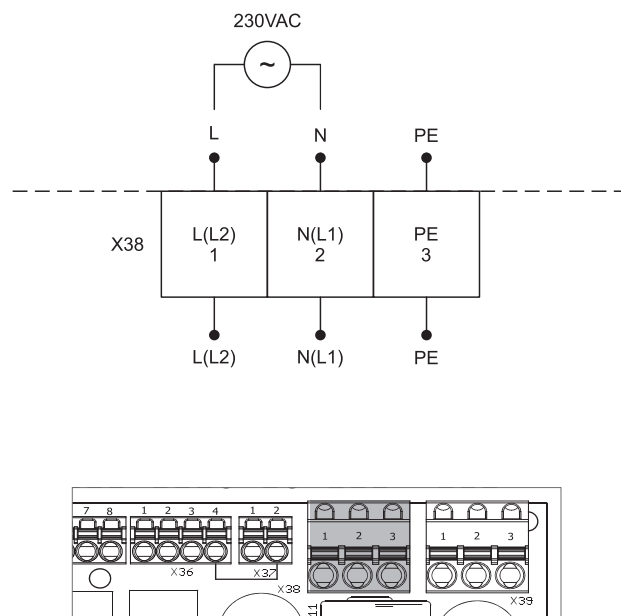 230VAC
~
L N PE
X38
L(L2) N(L1) PE
1 2 3
L(L2) N(L1) PE
7 8 1 2 3 4 1 2
1 2 3 1 2 3
X36 X37
X38
X39
11